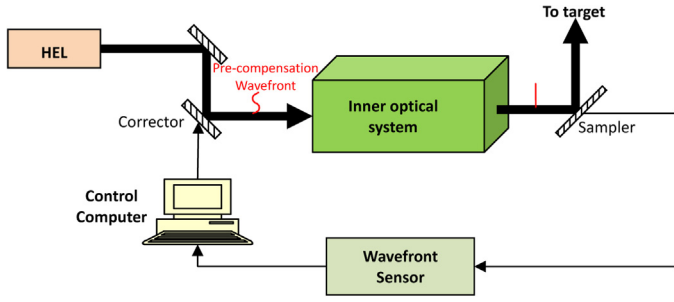 To target
HEL
Pre-compensation
Wavefront
Inner optical
system
Corrector
Sampler
Control
Computer
Wavefront
Sensor